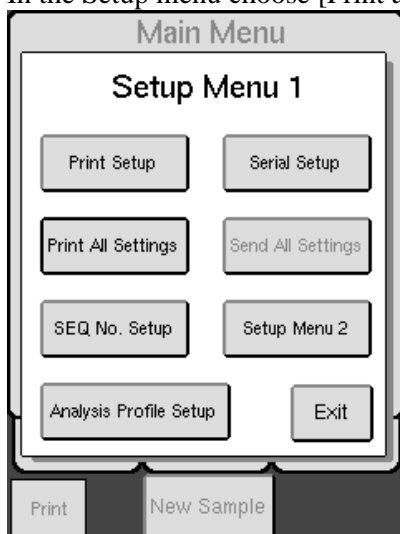 In the Setup menu choose [Print a
Main Menu
Setup Menu 1
Print Setup
Serial Setup
Print All Settings
Send All Settings
SEQ No. Setup
Setup Menu 2
Analysis Profile Setup
Exit
Print
New Sample